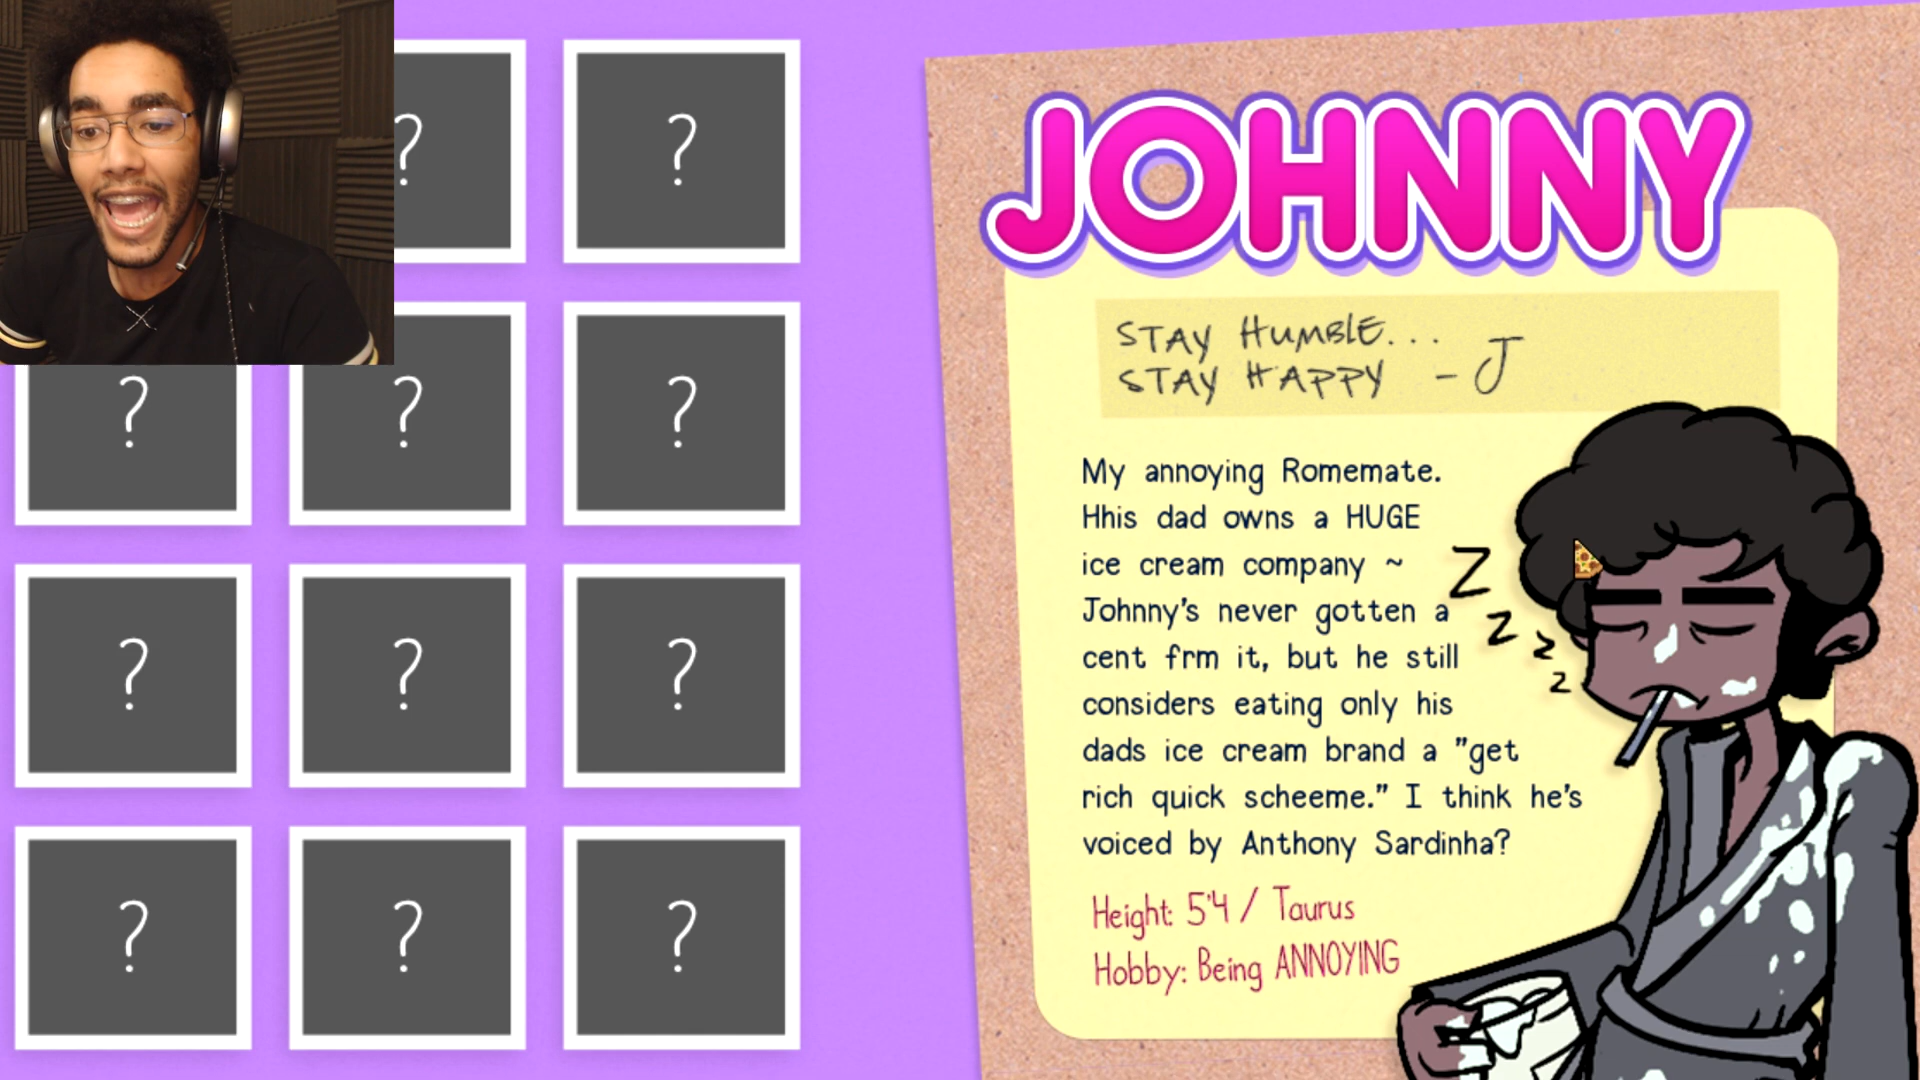 ?
?
?
?
?
?
?
?
?
?
?
JOHNNY
STAY HUMBLE...
STAY HAPPY - J
My annoying Romemate.
Hhis dad owns a HUGE
ice cream company ~
Johnny's never gotten a
cent frm it, but he still
considers eating only his
dads ice cream brand a "get
rich quick scheeme." I think he's
voiced by Anthony Sardinha?
Z
z
z
z
Height: 5'4 / Taurus
Hobby: Being ANNOYING